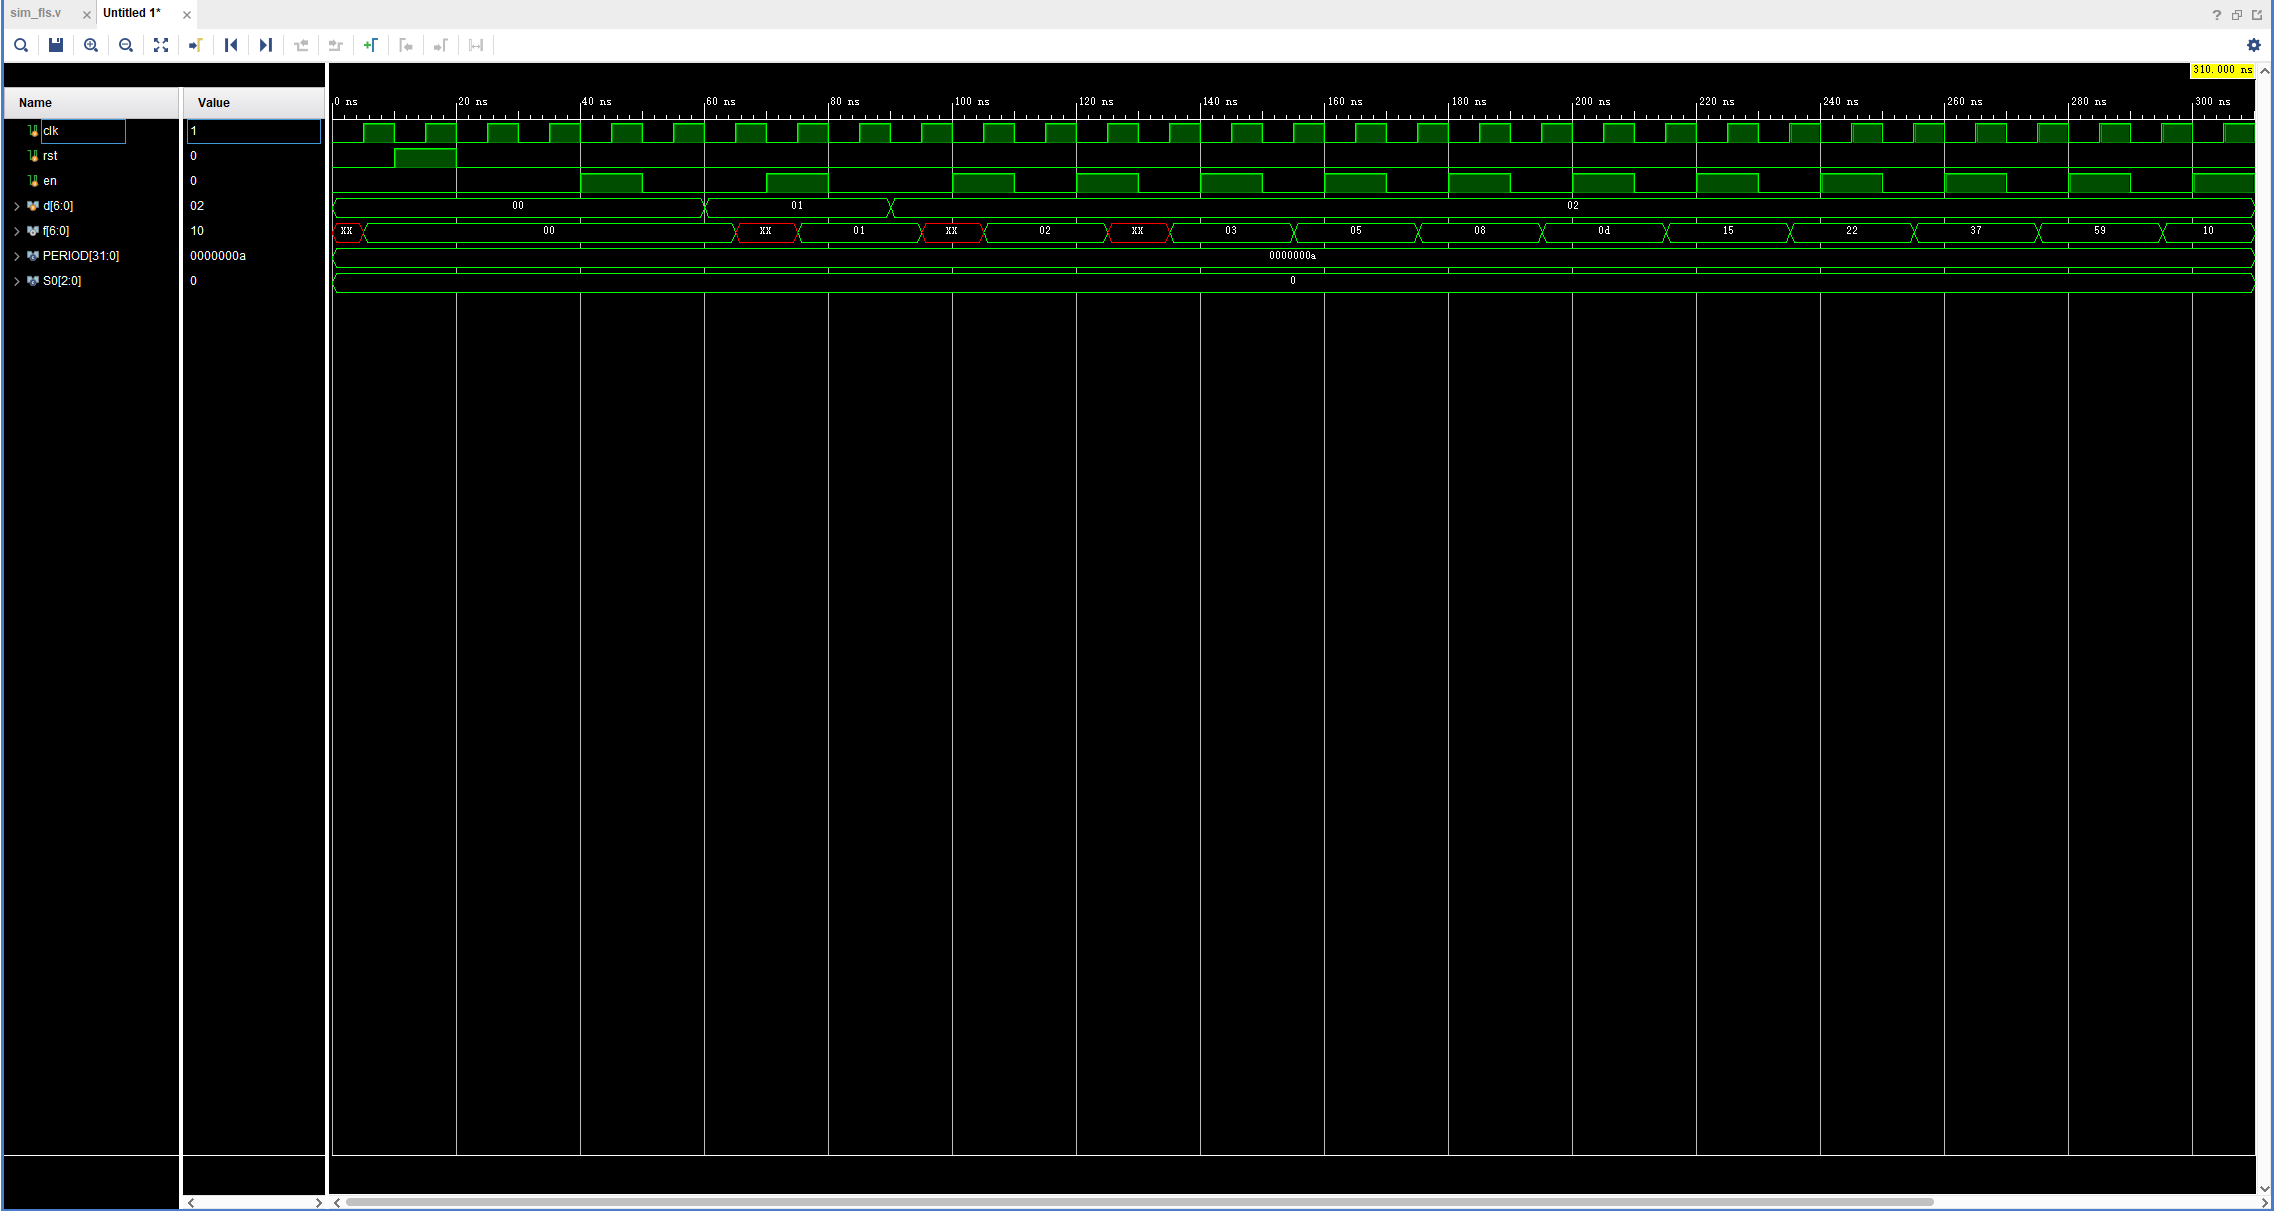 sim_fls.v
Untitled 1*
310.000 ns
Name Value
0 ns 20 ns 40 ns 60 ns 80 ns 100 ns 120 ns 140 ns 160 ns 180 ns 200 ns 220 ns 240 ns 260 ns 280 ns 300 ns
clk 1
rst 0
en 0
d[6:0] 02 00 01 02
f[6:0] 10 XX 00 XX 01 XX 02 XX 03 05 08 0d 15 22 37 59 10
PERIOD[31:0] 0000000a 0000000a
S0[2:0] 0 0